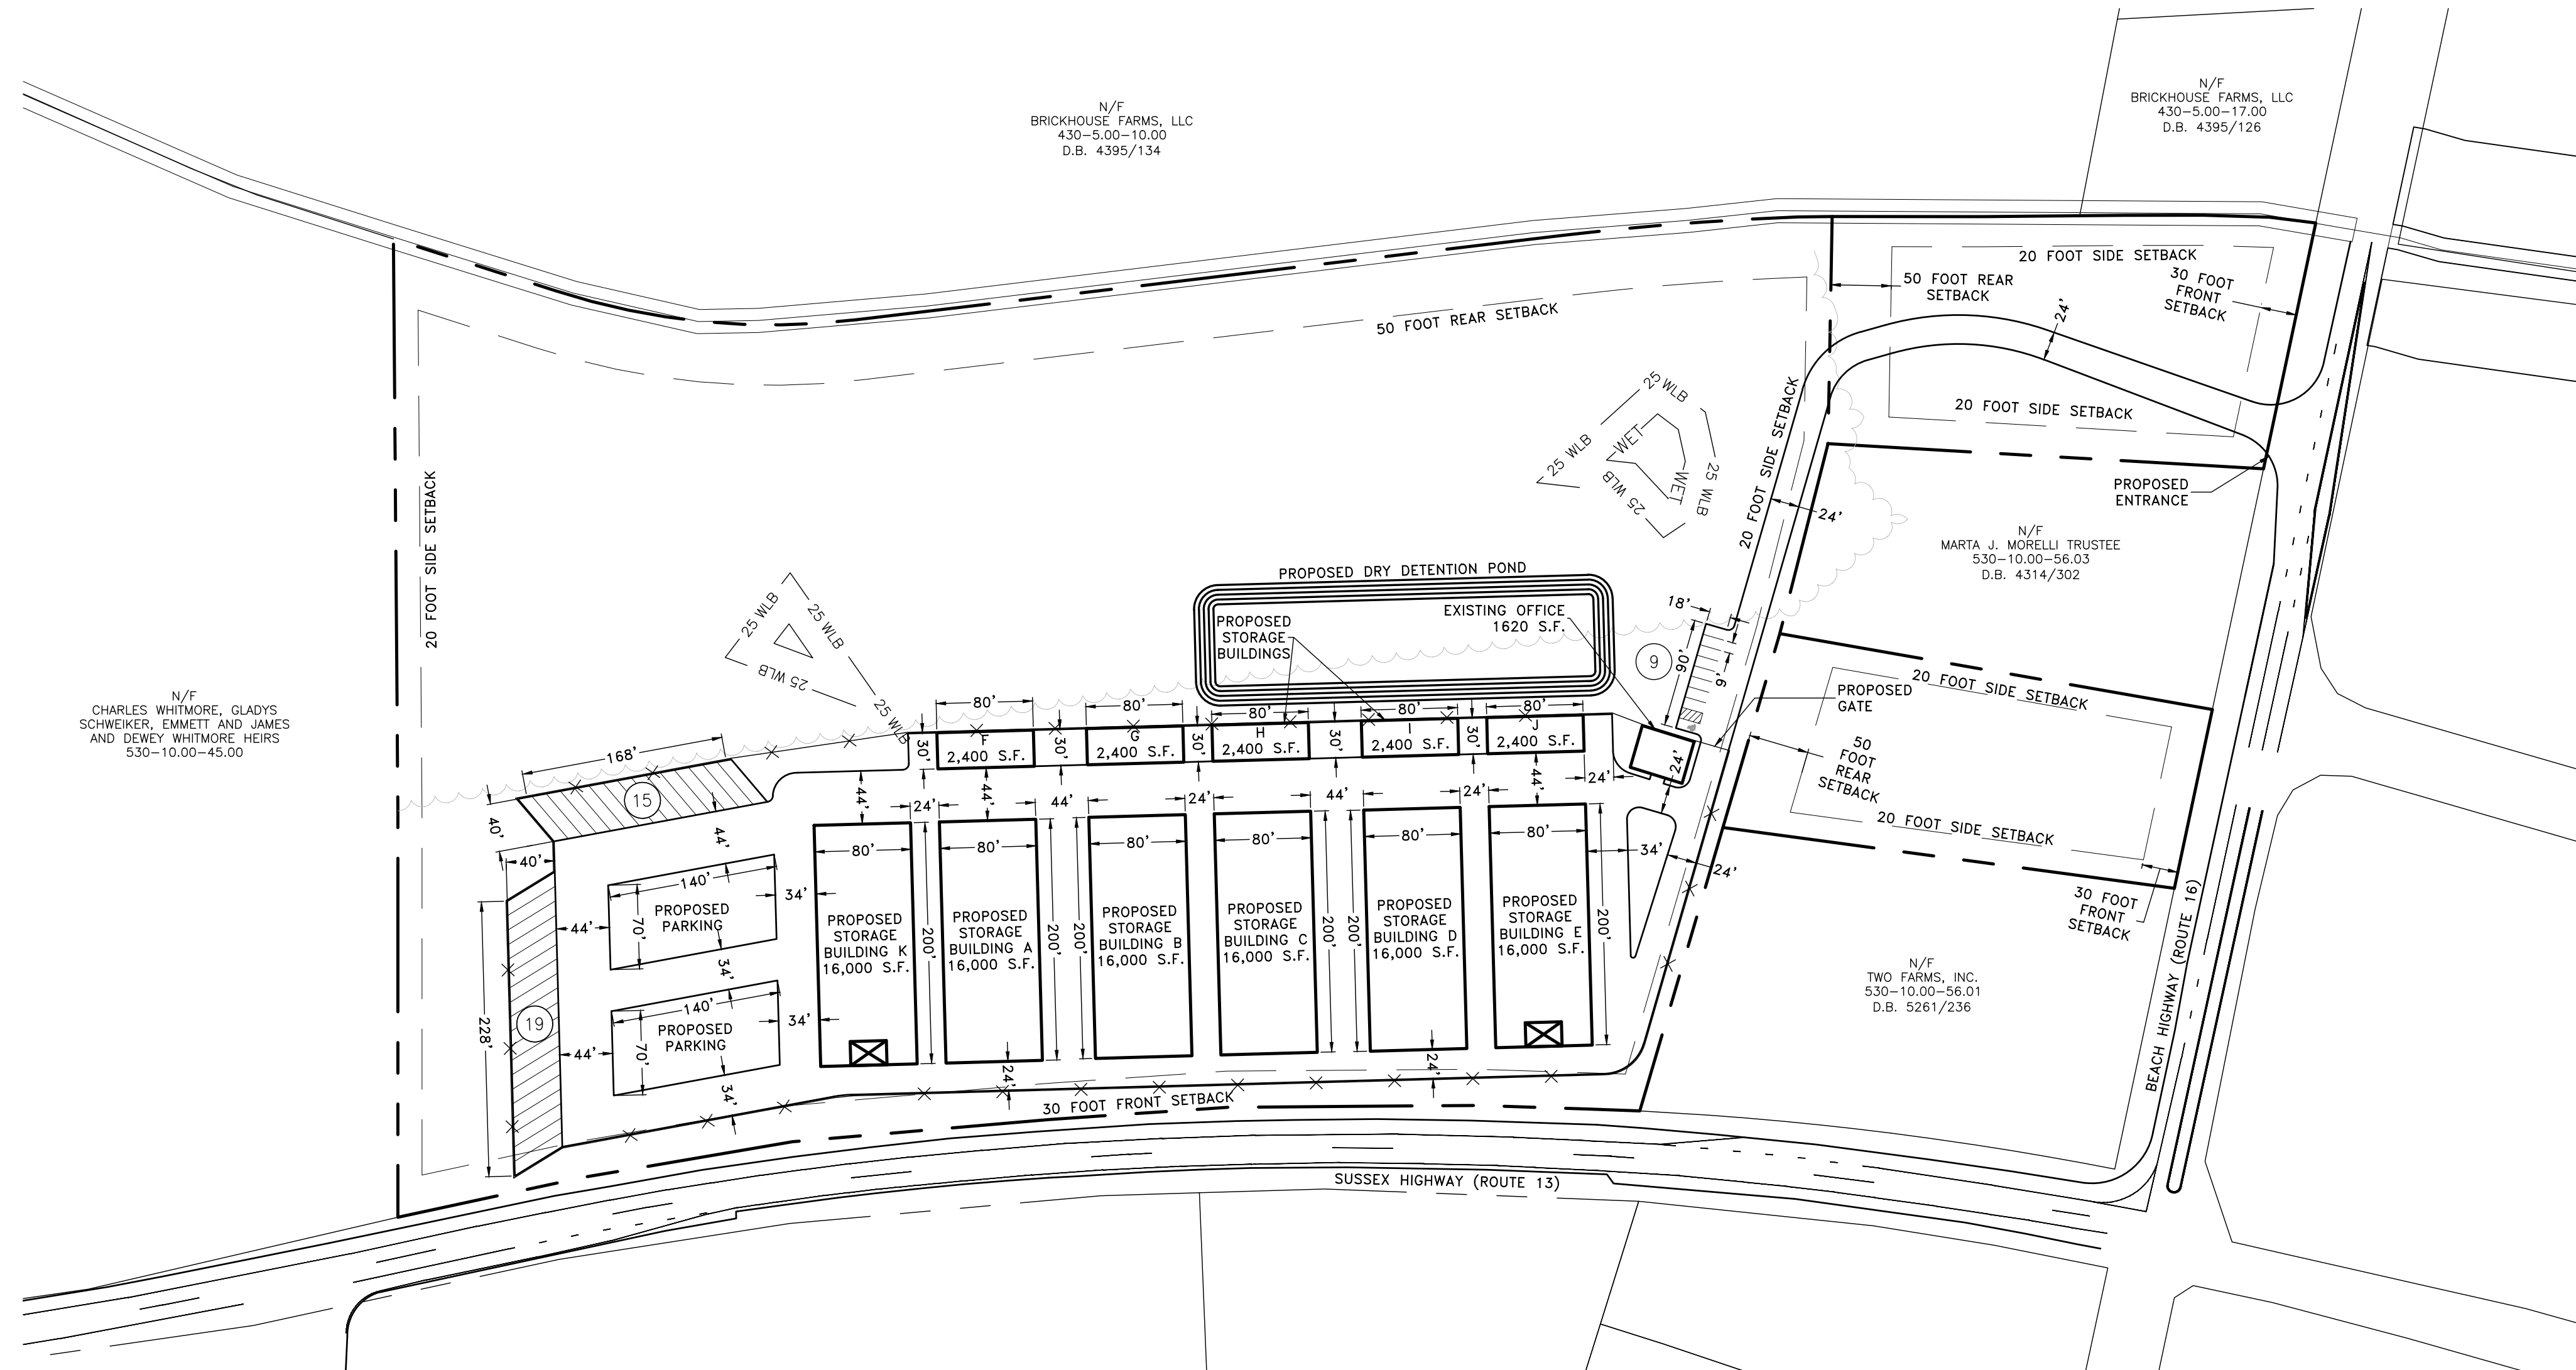 N/F
BRICKHOUSE FARMS, LLC
430-5.00-10.00
D.B. 4395/134
N/F
BRICKHOUSE FARMS, LLC
430-5.00-17.00
D.B. 4395/126
20 FOOT SIDE SETBACK
50 FOOT REAR
SETBACK
30 FOOT
FRONT
SETBACK
24'
50 FOOT REAR SETBACK
20 FOOT SIDE SETBACK
PROPOSED
ENTRANCE
25 WLB
25 WLB
25 WLB
25 WLB
WET
WET
20 FOOT SIDE SETBACK
24'
N/F
MARTA J. MORELLI TRUSTEE
530-10.00-56.03
D.B. 4314/302
20 FOOT SIDE SETBACK
N/F
CHARLES WHITMORE, GLADYS
SCHWEIKER, EMMETT AND JAMES
AND DEWEY WHITMORE HEIRS
530-10.00-45.00
25 WLB
25 WLB
25 WLB
25 WLB
PROPOSED DRY DETENTION POND
PROPOSED
STORAGE
BUILDINGS
EXISTING OFFICE
1620 S.F.
18'
9
90'
9'
PROPOSED
GATE
20 FOOT SIDE SETBACK
50
FOOT
REAR
SETBACK
20 FOOT SIDE SETBACK
30 FOOT
FRONT
SETBACK
80'
80'
80'
80'
80'
30'
F
2,400 S.F.
30'
G
2,400 S.F.
30'
H
2,400 S.F.
30'
I
2,400 S.F.
30'
J
2,400 S.F.
24'
24'
168'
15
40'
40'
44'
44'
24'
44'
44'
24'
44'
24'
44'
34'
24'
80'
80'
80'
80'
80'
80'
140'
70'
PROPOSED
PARKING
34'
44'
34'
140'
70'
PROPOSED
PARKING
34'
44'
34'
228'
19
PROPOSED
STORAGE
BUILDING K
16,000 S.F.
200'
PROPOSED
STORAGE
BUILDING A
16,000 S.F.
200'
200'
PROPOSED
STORAGE
BUILDING B
16,000 S.F.
PROPOSED
STORAGE
BUILDING C
16,000 S.F.
200'
200'
PROPOSED
STORAGE
BUILDING D
16,000 S.F.
PROPOSED
STORAGE
BUILDING E
16,000 S.F.
200'
24'
24'
30 FOOT FRONT SETBACK
N/F
TWO FARMS, INC.
530-10.00-56.01
D.B. 5261/236
BEACH HIGHWAY (ROUTE 16)
SUSSEX HIGHWAY (ROUTE 13)